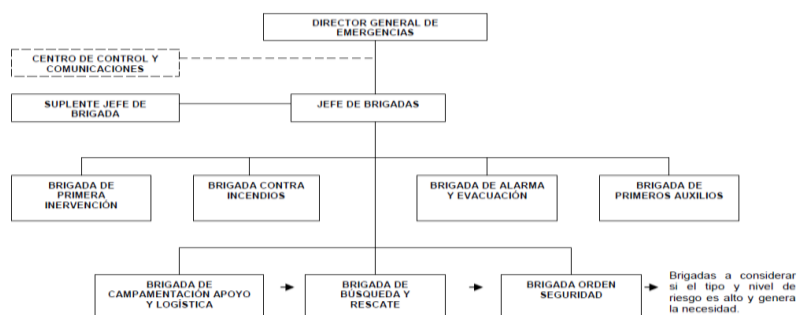 DIRECTOR GENERAL DE
EMERGENCIAS
CENTRO DE CONTROL Y
COMUNICACIONES
SUPLENTE JEFE DE
BRIGADA
JEFE DE BRIGADAS
BRIGADA DE
PRIMERA
INERVENCIÓN
BRIGADA CONTRA
INCENDIOS
BRIGADA DE ALARMA
Y EVACUACIÓN
BRIGADA DE
PRIMEROS AUXILIOS
BRIGADA DE
CAMPAMENTACIÓN APOYO
Y LOGÍSTICA
BRIGADA DE
BÚSQUEDA Y
RESCATE
BRIGADA ORDEN
SEGURIDAD
Brigadas a considerar
si el tipo y nivel de
riesgo es alto y genera
la necesidad.